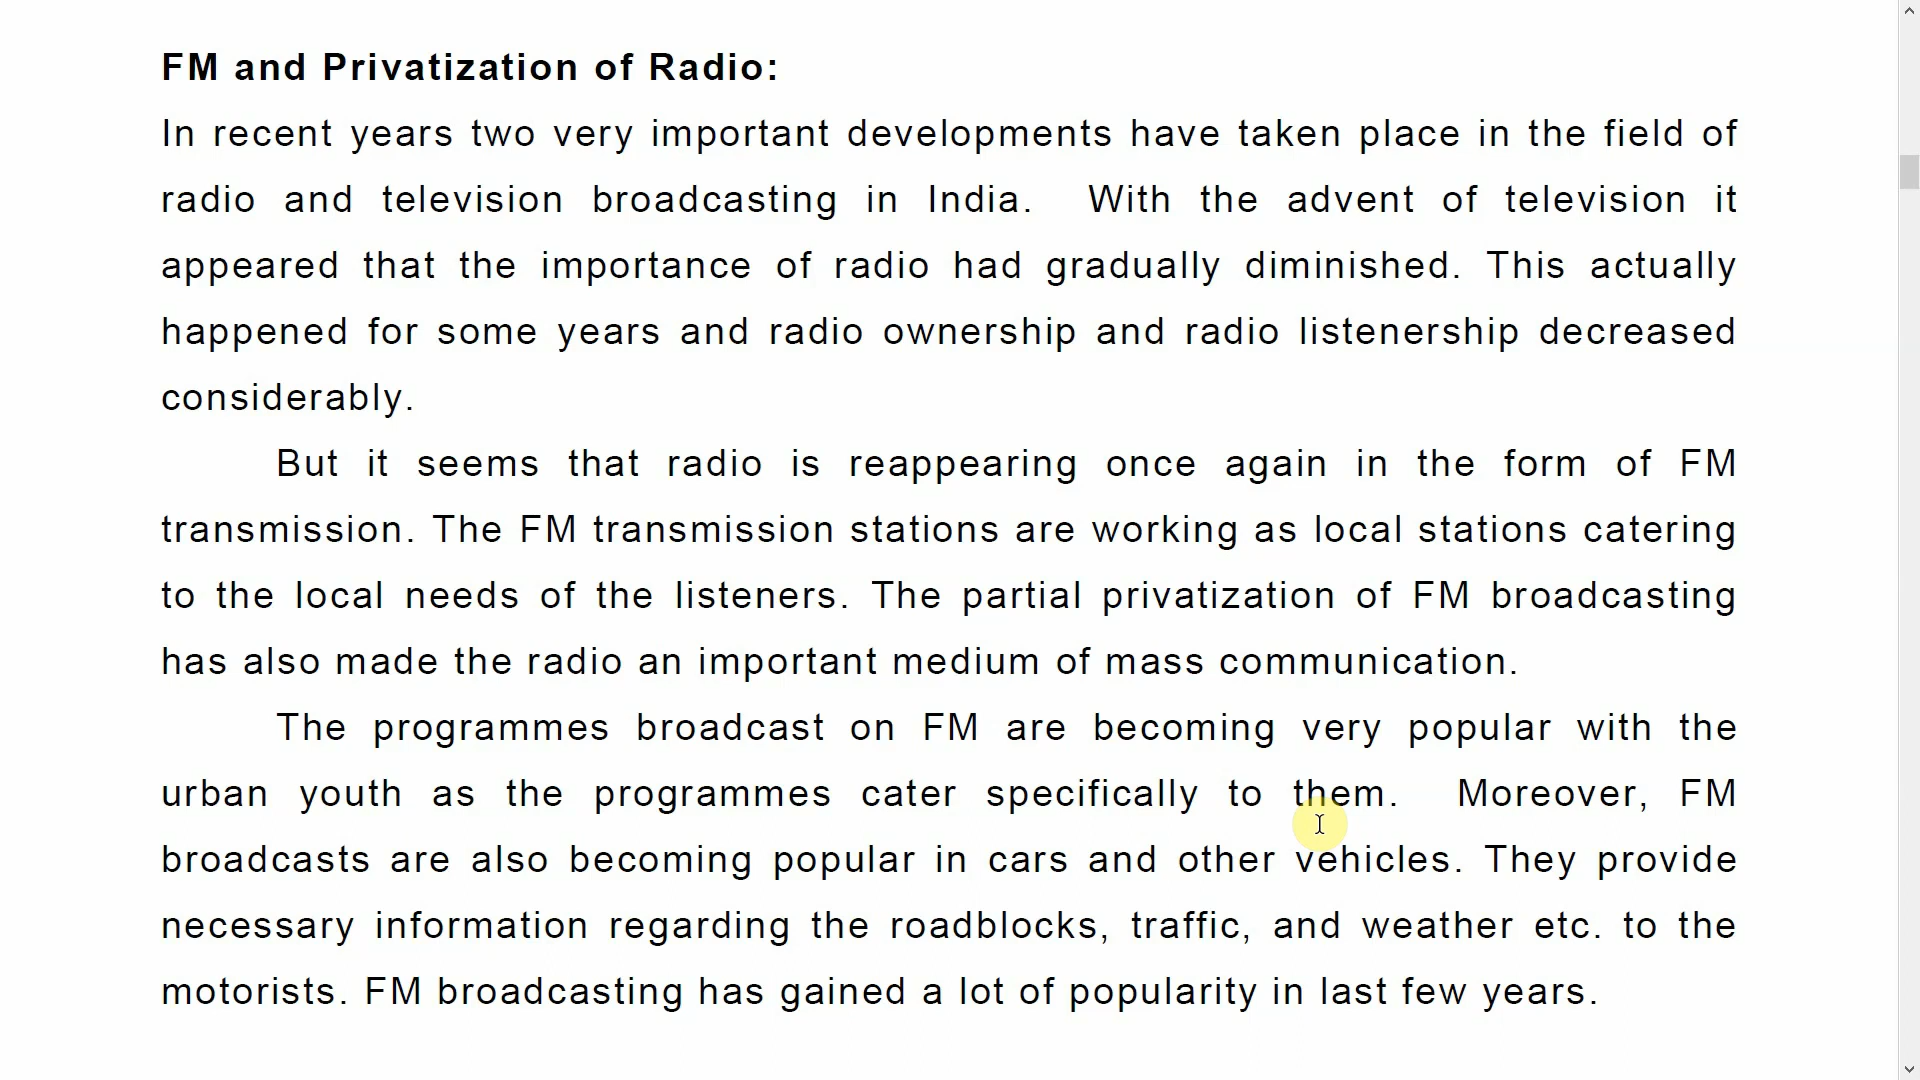 FM and Privatization of Radio:
In recent years two very important developments have taken place in the field of
radio and television broadcasting in India. With the advent of television it
appeared that the importance of radio had gradually diminished. This actually
happened for some years and radio ownership and radio listenership decreased
considerably.
But it seems that radio is reappearing once again in the form of FM
transmission. The FM transmission stations are working as local stations catering
to the local needs of the listeners. The partial privatization of FM broadcasting
has also made the radio an important medium of mass communication.
The programmes broadcast on FM are becoming very popular with the
urban youth as the programmes cater specifically to them. Moreover, FM
broadcasts are also becoming popular in cars and other vehicles. They provide
necessary information regarding the roadblocks, traffic, and weather etc. to the
motorists. FM broadcasting has gained a lot of popularity in last few years.